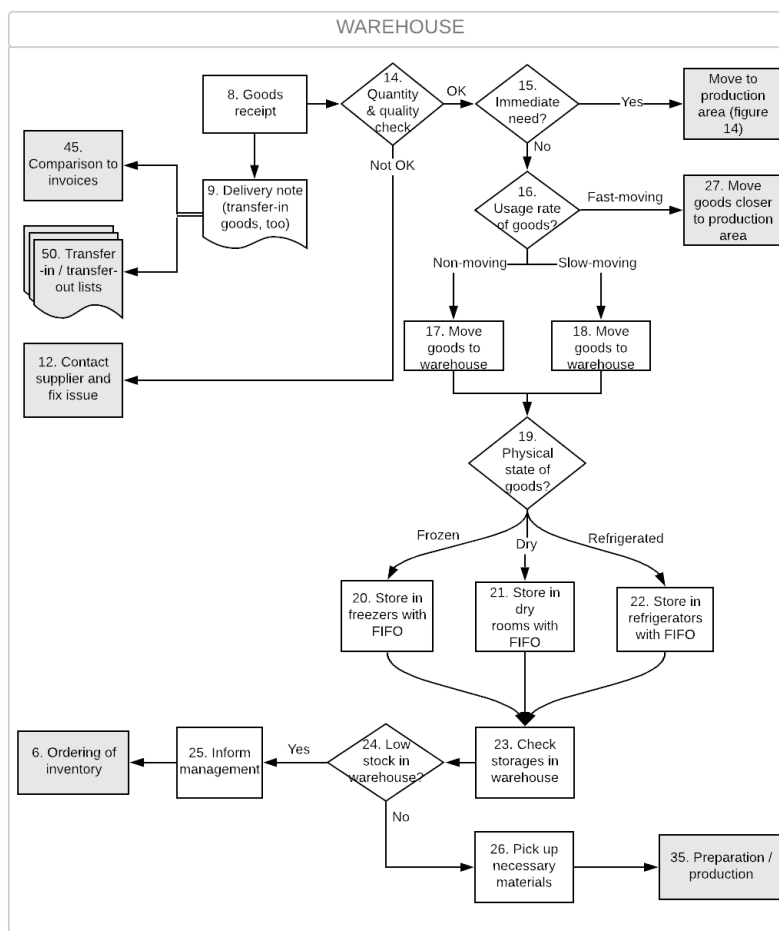 WAREHOUSE
8. Goods
receipt
14.
Quantity
& quality
check
OK
15.
Immediate
need?
Yes
Move to
production
area (figure
14)
45.
Comparison to
invoices
Not OK
No
9. Delivery note
(transfer-in
goods, too)
16.
Usage rate
of goods?
Fast-moving
27. Move
goods closer
to production
area
50. Transfer
-in / transfer-
out lists
Non-moving
Slow-moving
17. Move
goods to
warehouse
18. Move
goods to
warehouse
12. Contact
supplier and
fix issue
19.
Physical
state of
goods?
Frozen
Dry
Refrigerated
20. Store in
freezers with
FIFO
21. Store in
dry
rooms with
FIFO
22. Store in
refrigerators
with FIFO
6. Ordering of
inventory
25. Inform
management
Yes
24. Low
stock in
warehouse?
23. Check
storages in
warehouse
No
26. Pick up
necessary
materials
35. Preparation /
production